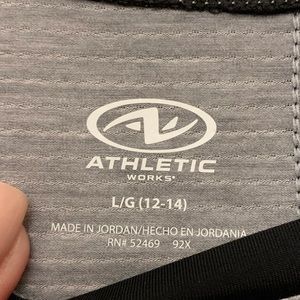 ATHLETIC
WORKS®
L/G (12-14)
MADE IN JORDAN/HECHO EN JORDANIA
RN# 52469 92X